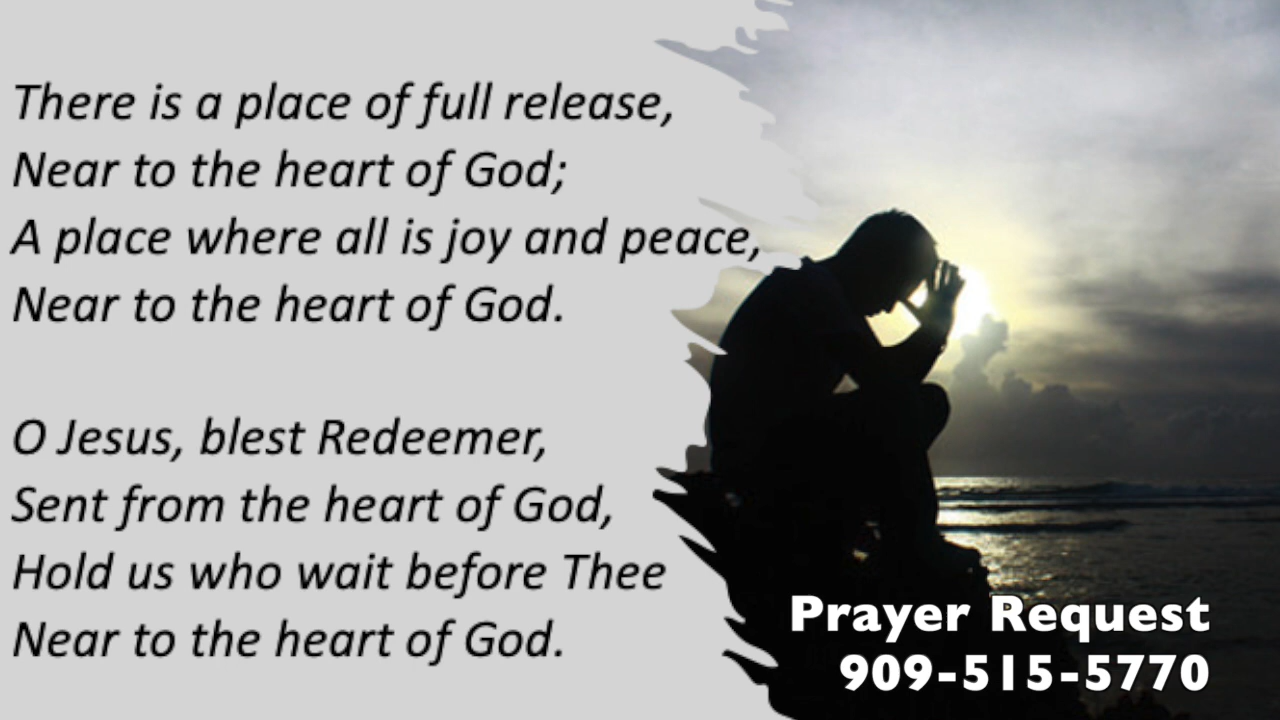 There is a place of full release,
Near to the heart of God;
A place where all is joy and peace,
Near to the heart of God.
O Jesus, blest Redeemer,
Sent from the heart of God,
Hold us who wait before Thee
Near to the heart of God.
Prayer Request
909-515-5770